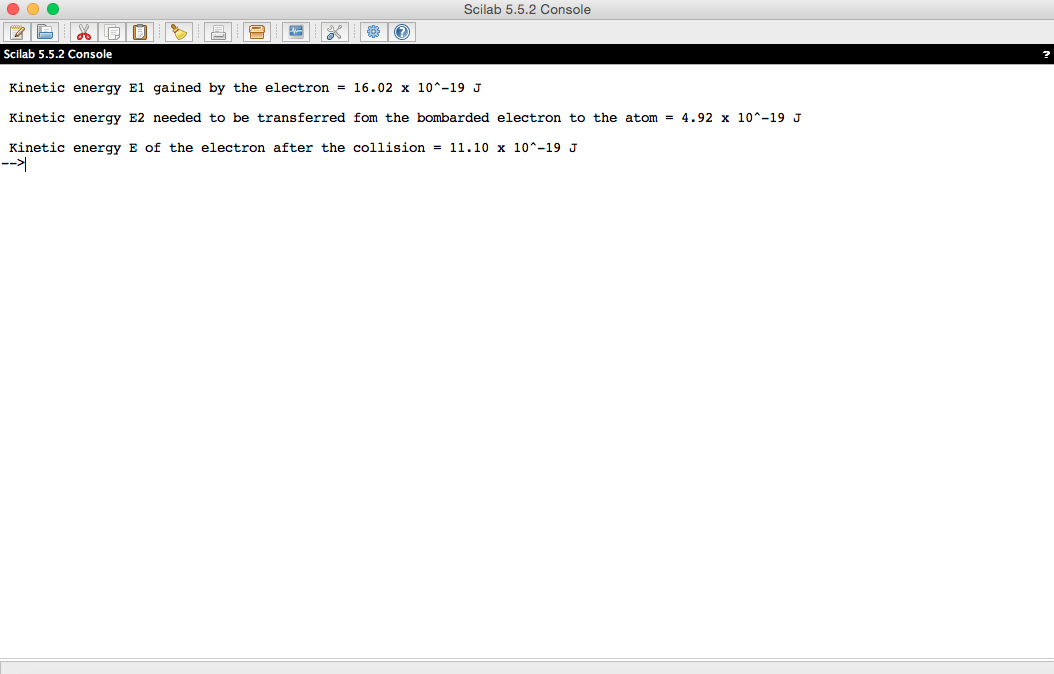 Scilab 5.5.2 Console
Scilab 5.5.2 Console ?
Kinetic energy E1 gained by the electron = 16.02 x 10^-19 J
Kinetic energy E2 needed to be transferred fom the bombarded electron to the atom = 4.92 x 10^-19 J
Kinetic energy E of the electron after the collision = 11.10 x 10^-19 J
-->